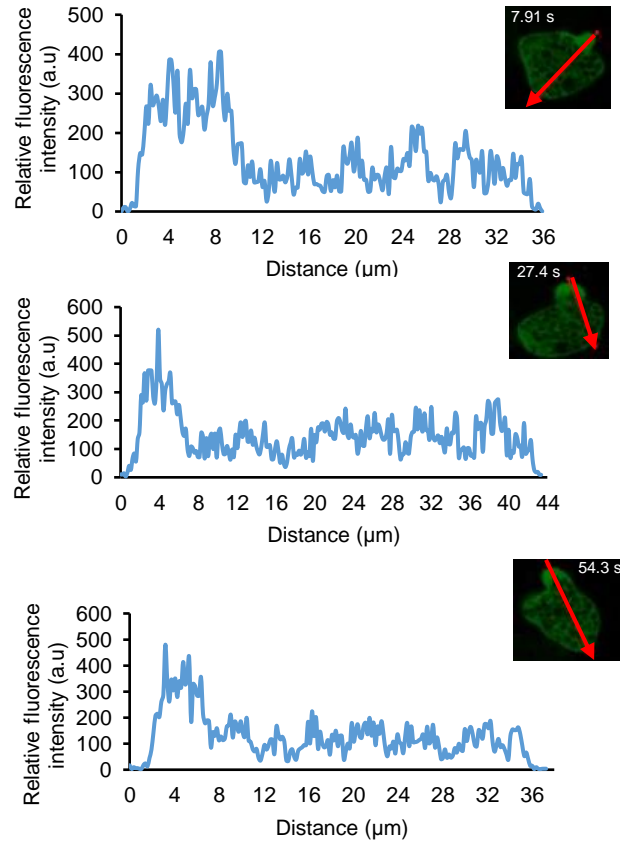 7.91 s
Relative fluorescence
intensity (a.u)
500
400
300
200
100
0
0 4 8 12 16 20 24 28 32 36
Distance (µm)
27.4 s
Relative fluorescence
intensity (a.u)
600
500
400
300
200
100
0
0 4 8 12 16 20 24 28 32 36 40 44
Distance (µm)
54.3 s
Relative fluorescence
intensity (a.u)
600
500
400
300
200
100
0
0 4 8 12 16 20 24 28 32 36
Distance (µm)